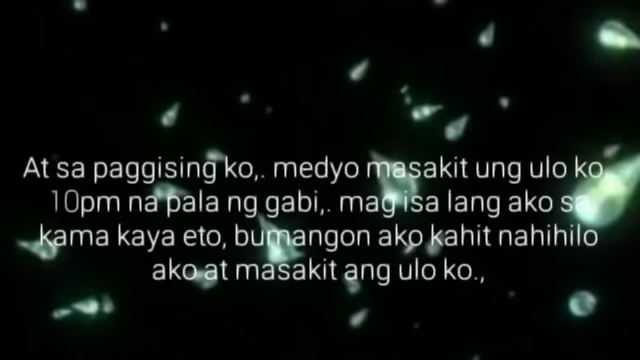 At sa paggising ko,. medyo masakit ung ulo ko,
10pm na pala ng gabi,. mag isa lang ako sa
kama kaya eto, bumangon ako kahit nahihilo
ako at masakit ang ulo ko.,